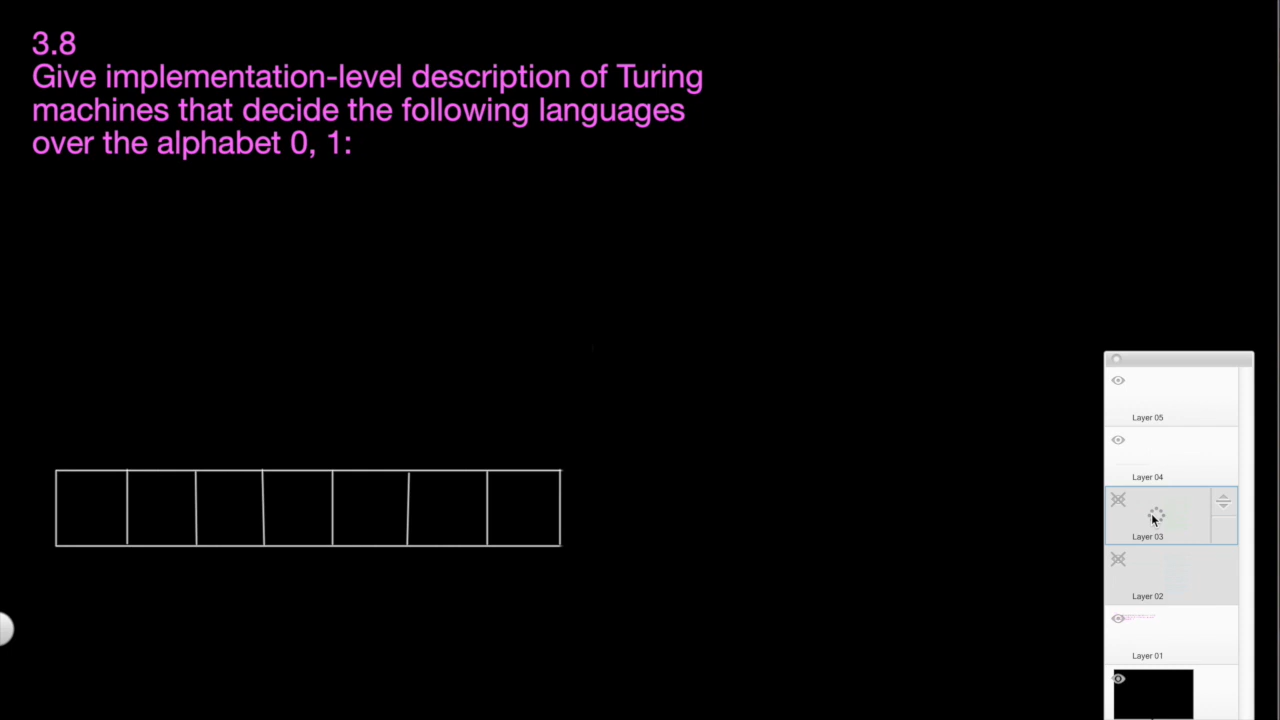 3.8
Give implementation-level description of Turing
machines that decide the following languages
over the alphabet 0, 1:
Layer 05
Layer 04
Layer 03
Layer 02
Layer 01